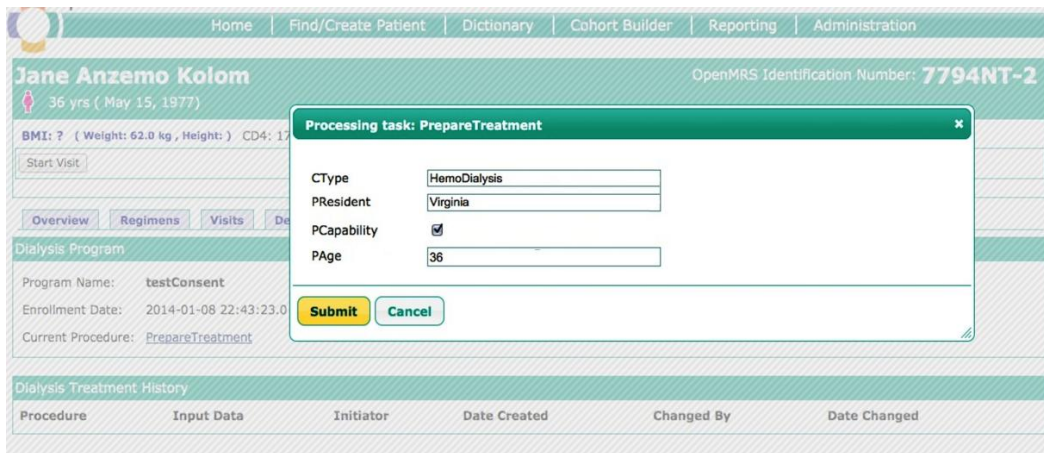 Home | Find/Create Patient | Dictionary | Cohort Builder | Reporting | Administration
Jane Anzemo Kolom
OpenMRS Identification Number: 7794NT-2
36 yrs ( May 15, 1977)
BMI: ? ( Weight: 62.0 kg , Height: ) CD4: 17
Start Visit
Overview Regimens Visits De
Dialysis Program
Program Name: testConsent
Enrollment Date: 2014-01-08 22:43:23.0
Current Procedure: PrepareTreatment
Processing task: PrepareTreatment x
CType HemoDialysis
PResident Virginia
PCapability
PAge 36
Submit Cancel
Dialysis Treatment History
Procedure Input Data Initiator Date Created Changed By Date Changed